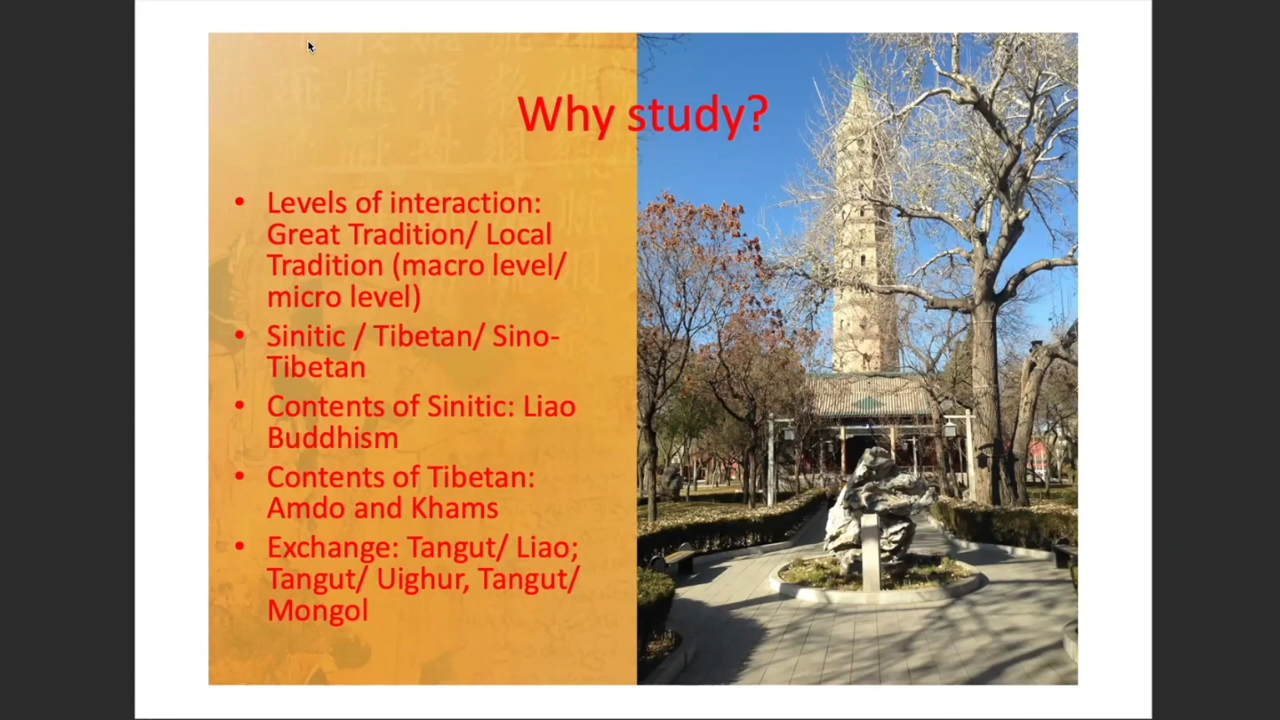 Why study?
• Levels of interaction:
Great Tradition/ Local
Tradition (macro level/
micro level)
• Sinitic / Tibetan/ Sino-
Tibetan
• Contents of Sinitic: Liao
Buddhism
• Contents of Tibetan:
Amdo and Khams
• Exchange: Tangut/ Liao;
Tangut/ Uighur, Tangut/
Mongol